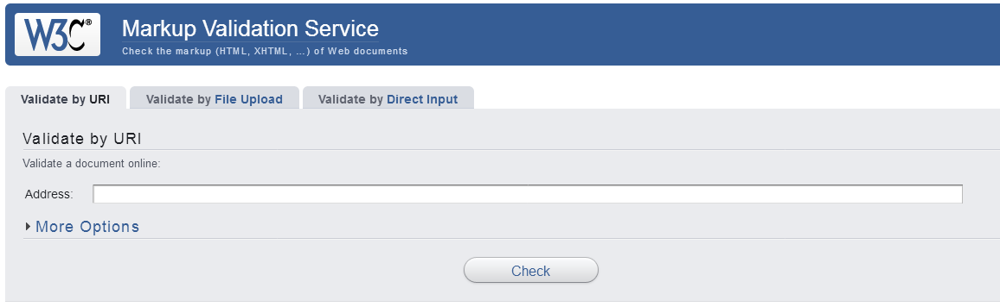 W3C®
Markup Validation Service
Check the markup (HTML, XHTML, ...) of Web documents
Validate by URI
Validate by File Upload
Validate by Direct Input
Validate by URI
Validate a document online:
Address:
More Options
Check